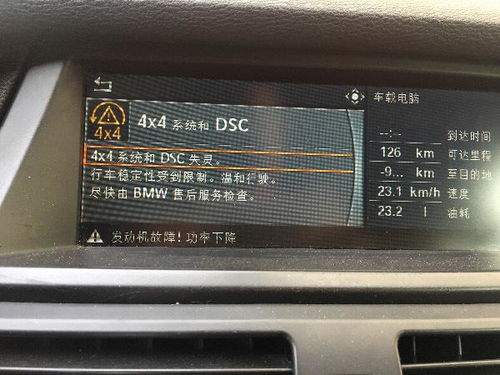 车载电脑
4x4 系统和 DSC
4x4
4x4 系统和 DSC 失灵。
行车稳定性受到限制。温和行驶。
尽快由 BMW 售后服务检查。
--:-- 到达时间
126 km 可达里程
-9... km 至目的地
23.1 km/h 速度
23.2 l 油耗
发动机故障!功率下降